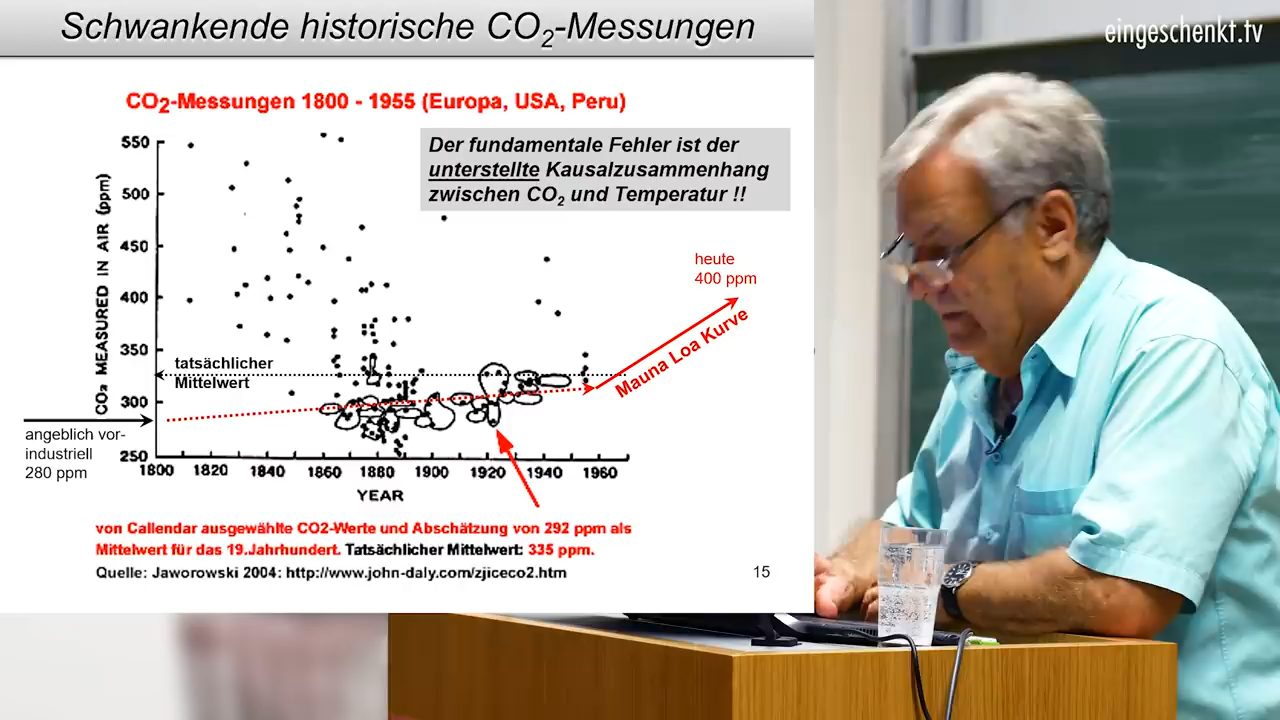 Schwankende historische CO₂-Messungen
eingeschenkt.tv
CO₂-Messungen 1800 - 1955 (Europa, USA, Peru)
Der fundamentale Fehler ist der
unterstellte Kausalzusammenhang
zwischen CO₂ und Temperatur !!
CO₂ MEASURED IN AIR (ppm)
550
500
450
400
350
300
250
heute
400 ppm
Mauna Loa Kurve
tatsächlicher
Mittelwert
angeblich vor-
industriell
280 ppm
1800 1820 1840 1860 1880 1900 1920 1940 1960
YEAR
von Callendar ausgewählte CO2-Werte und Abschätzung von 292 ppm als
Mittelwert für das 19.Jahrhundert. Tatsächlicher Mittelwert: 335 ppm.
Quelle: Jaworowski 2004: http://www.john-daly.com/zjiceco2.htm
15